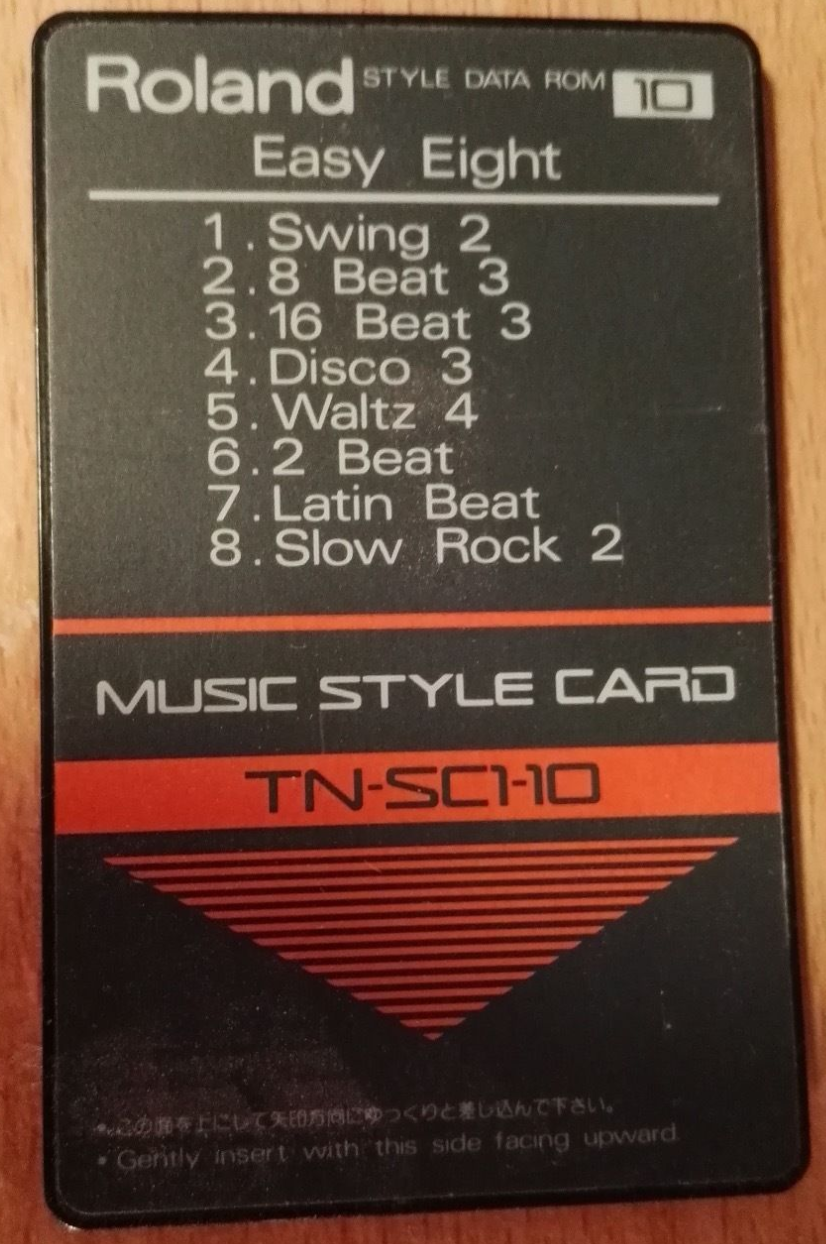 Roland STYLE DATA ROM 10
Easy Eight
1. Swing 2
2. 8 Beat 3
3. 16 Beat 3
4. Disco 3
5. Waltz 4
6. 2 Beat
7. Latin Beat
8. Slow Rock 2
MUSIC STYLE CARD
TN-SC1-10
• この面を上にして矢印方向にゆっくりと差し込んで下さい。
• Gently insert with this side facing upward.